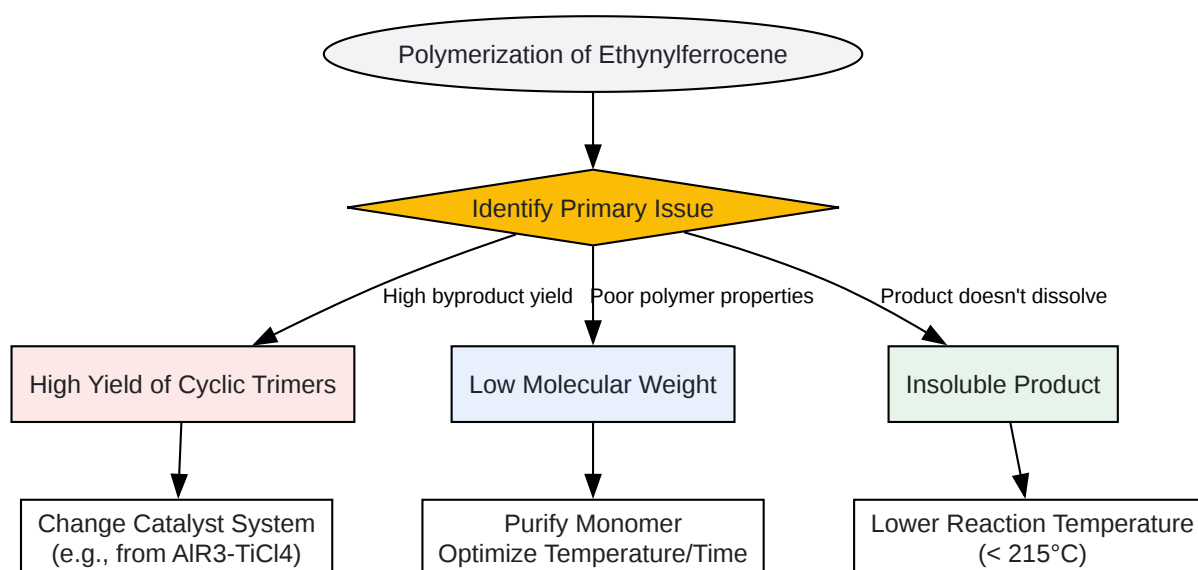 Polymerization of Ethynylferrocene
Identify Primary Issue
High byproduct yield
Poor polymer properties
Product doesn't dissolve
High Yield of Cyclic Trimers
Low Molecular Weight
Insoluble Product
Change Catalyst System
(e.g., from AlR3-TiCl4)
Purify Monomer
Optimize Temperature/Time
Lower Reaction Temperature
(< 215°C)